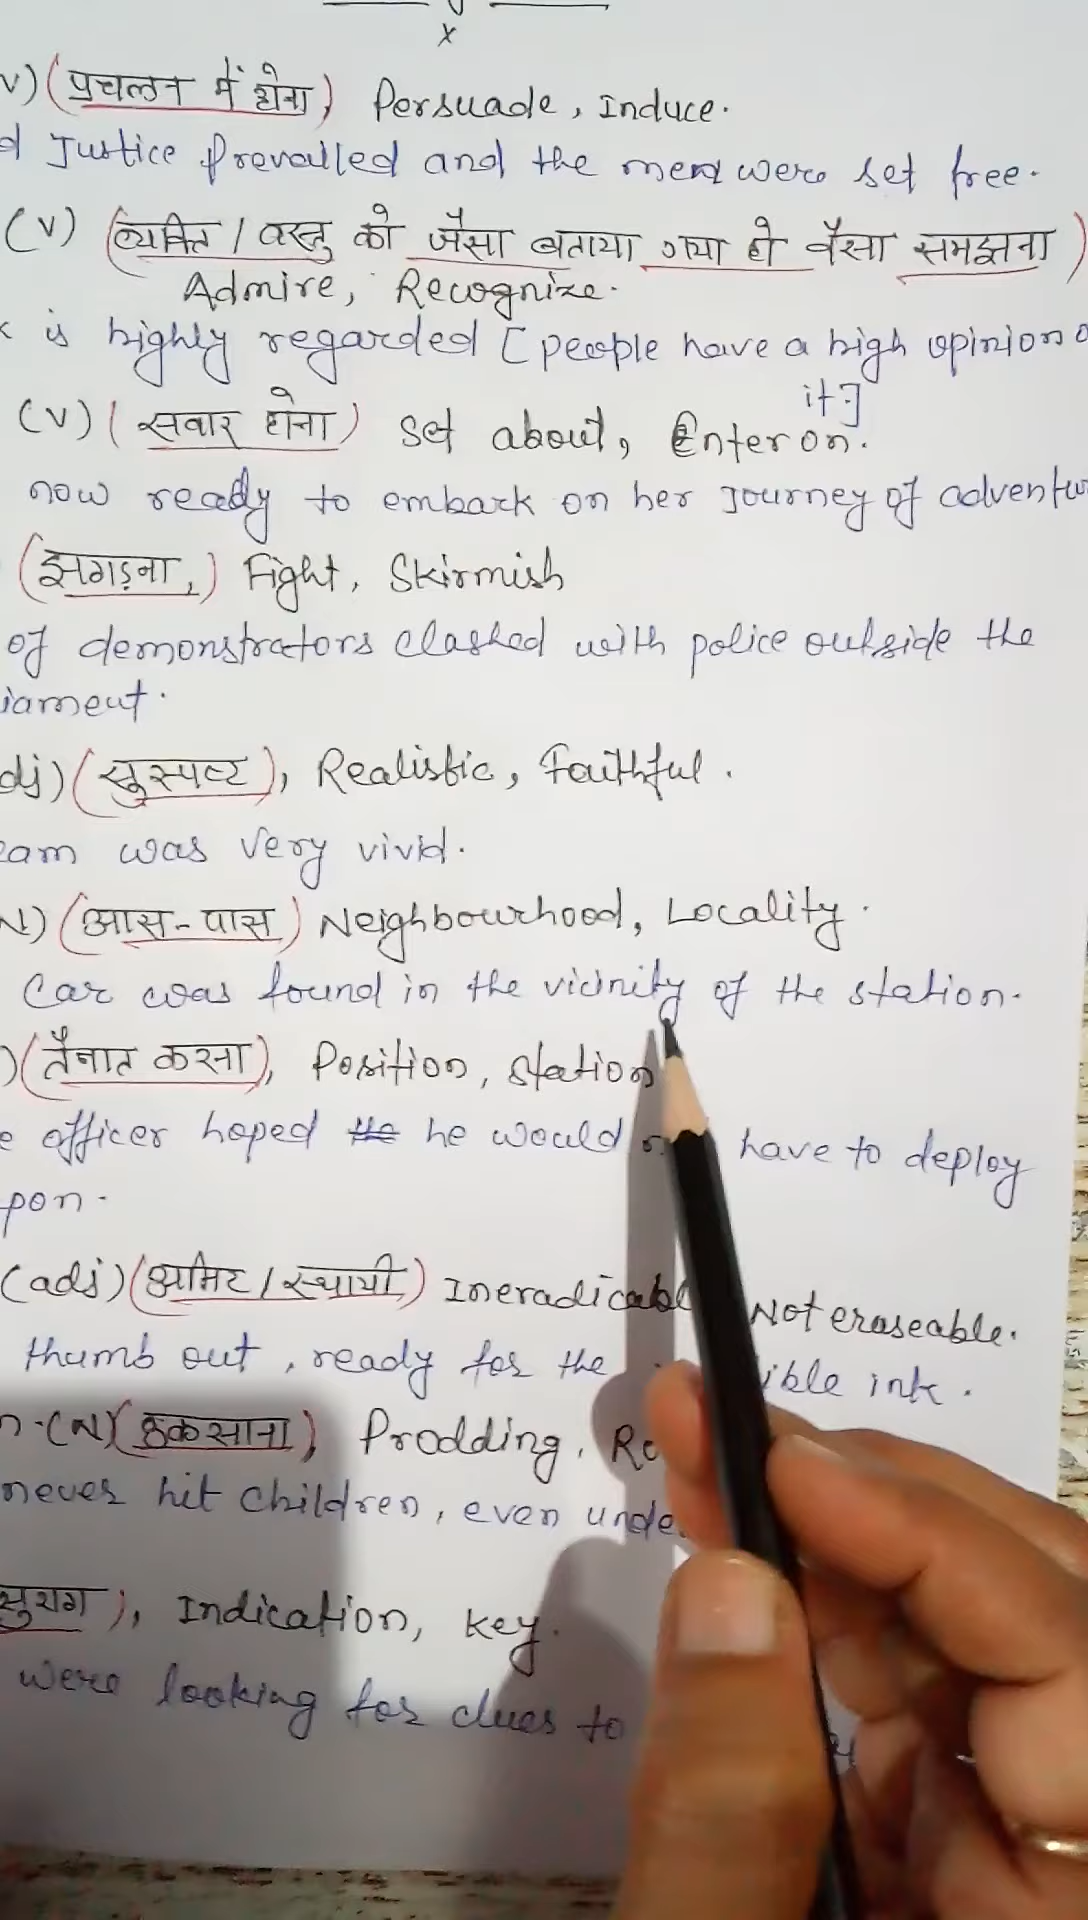 x
v) (प्रचलन में होना) Persuade, Induce.
d Justice prevailed and the men were set free.
(v) (व्यक्ति / वस्तु को जैसा बताया गया हो वैसा समझना)
Admire, Recognize.
k is highly regarded [people have a high opinion o
it.]
(v) (सवार होना) set about, Enter on.
now ready to embark on her Journey of adventur
(झगड़ना,) Fight, Skirmish
of demonstrators clashed with police outside the
iament.
dj) (सुस्पष्ट), Realistic, Faithful.
eam was very vivid.
N) (आस-पास) Neighbourhood, Locality.
car was found in the vicinity of the station.
) (तैनात करना), Position, station
e officer hoped he would have to deploy
pon.
(adj) (अमिट / स्थायी) Ineradicabl Not eraseable.
thumb out, ready for the ible ink.
n. (N) (उकसाना), Prodding, Ro
never hit children, even unde
सुराग), Indication, key.
were looking for clues to